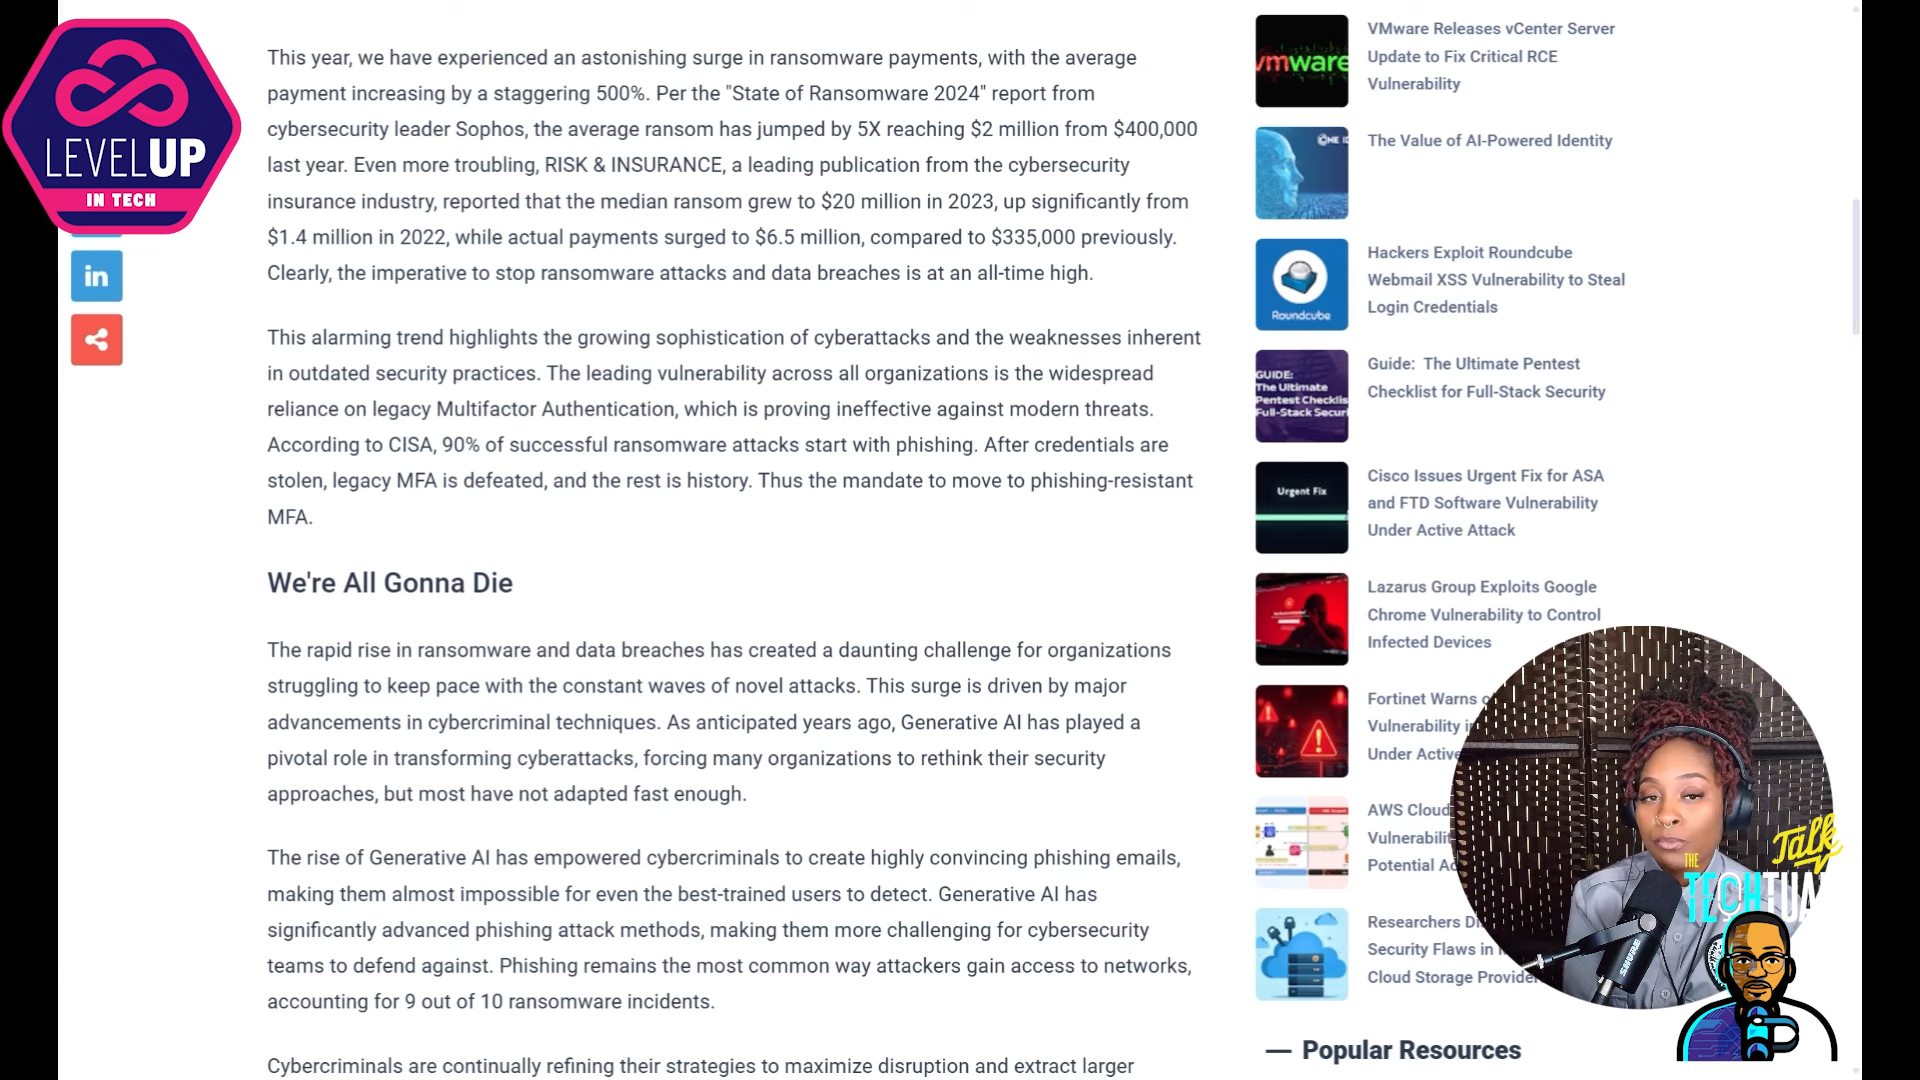 LEVELUP
IN TECH
in
This year, we have experienced an astonishing surge in ransomware payments, with the average
payment increasing by a staggering 500%. Per the "State of Ransomware 2024" report from
cybersecurity leader Sophos, the average ransom has jumped by 5X reaching $2 million from $400,000
last year. Even more troubling, RISK & INSURANCE, a leading publication from the cybersecurity
insurance industry, reported that the median ransom grew to $20 million in 2023, up significantly from
$1.4 million in 2022, while actual payments surged to $6.5 million, compared to $335,000 previously.
Clearly, the imperative to stop ransomware attacks and data breaches is at an all-time high.
This alarming trend highlights the growing sophistication of cyberattacks and the weaknesses inherent
in outdated security practices. The leading vulnerability across all organizations is the widespread
reliance on legacy Multifactor Authentication, which is proving ineffective against modern threats.
According to CISA, 90% of successful ransomware attacks start with phishing. After credentials are
stolen, legacy MFA is defeated, and the rest is history. Thus the mandate to move to phishing-resistant
MFA.
We're All Gonna Die
The rapid rise in ransomware and data breaches has created a daunting challenge for organizations
struggling to keep pace with the constant waves of novel attacks. This surge is driven by major
advancements in cybercriminal techniques. As anticipated years ago, Generative AI has played a
pivotal role in transforming cyberattacks, forcing many organizations to rethink their security
approaches, but most have not adapted fast enough.
The rise of Generative AI has empowered cybercriminals to create highly convincing phishing emails,
making them almost impossible for even the best-trained users to detect. Generative AI has
significantly advanced phishing attack methods, making them more challenging for cybersecurity
teams to defend against. Phishing remains the most common way attackers gain access to networks,
accounting for 9 out of 10 ransomware incidents.
Cybercriminals are continually refining their strategies to maximize disruption and extract larger
vmware
VMware Releases vCenter Server
Update to Fix Critical RCE
Vulnerability
ONE ID
The Value of AI-Powered Identity
Roundcube
Hackers Exploit Roundcube
Webmail XSS Vulnerability to Steal
Login Credentials
GUIDE:
The Ultimate
Pentest Checklis
Full-Stack Securi
Guide: The Ultimate Pentest
Checklist for Full-Stack Security
Urgent Fix
Cisco Issues Urgent Fix for ASA
and FTD Software Vulnerability
Under Active Attack
Lazarus Group Exploits Google
Chrome Vulnerability to Control
Infected Devices
Fortinet Warns o
Vulnerability i
Under Active
AWS Cloud
Vulnerabilit
Potential Ac
Researchers Di
Security Flaws in
Cloud Storage Provider
THE
TECHTUA
Talk
SHURE
— Popular Resources